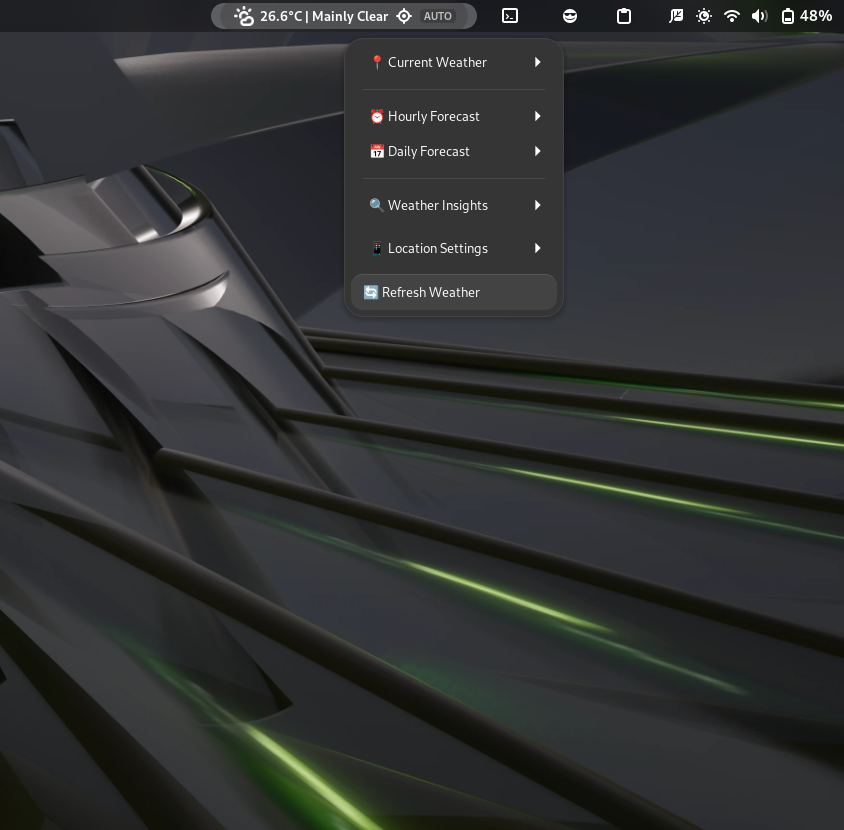 26.6°C | Mainly Clear AUTO 48%
Current Weather
Hourly Forecast
Daily Forecast
Weather Insights
Location Settings
Refresh Weather